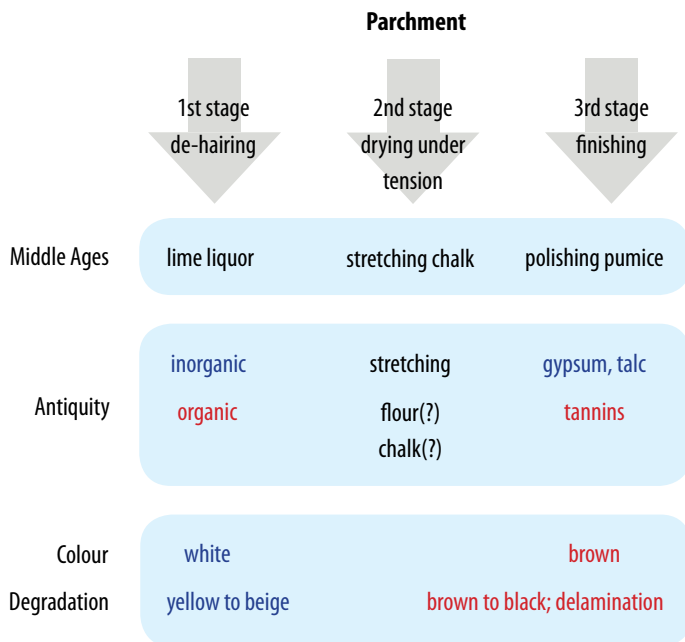 Parchment
1st stage
de-hairing
2nd stage
drying under
tension
3rd stage
finishing
Middle Ages
lime liquor
stretching chalk
polishing pumice
Antiquity
inorganic
stretching
gypsum, talc
organic
flour(?)
tannins
chalk(?)
Colour
white
brown
Degradation
yellow to beige
brown to black; delamination